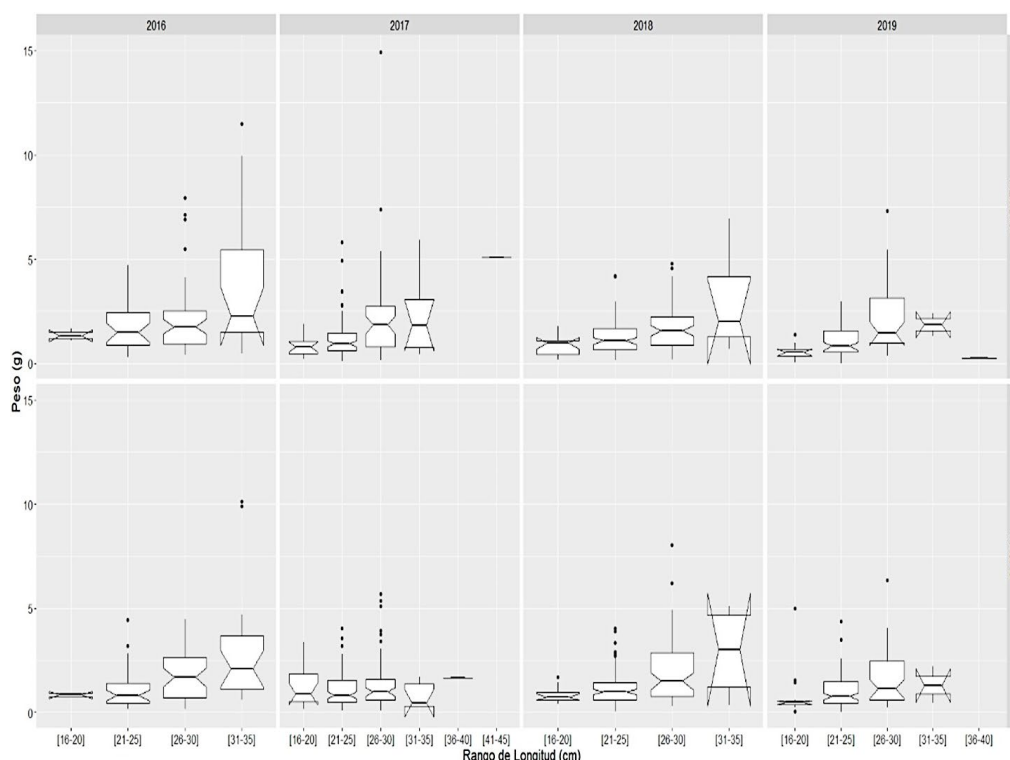 2016 2017 2018 2019
15
10
5
0
Peso (g)
15
10
5
0
[16-20] [21-25] [26-30] [31-35] [16-20] [21-25] [26-30] [31-35] [36-40] [41-45] [16-20] [21-25] [26-30] [31-35] [16-20] [21-25] [26-30] [31-35] [36-40]
Rango de Longitud (cm)